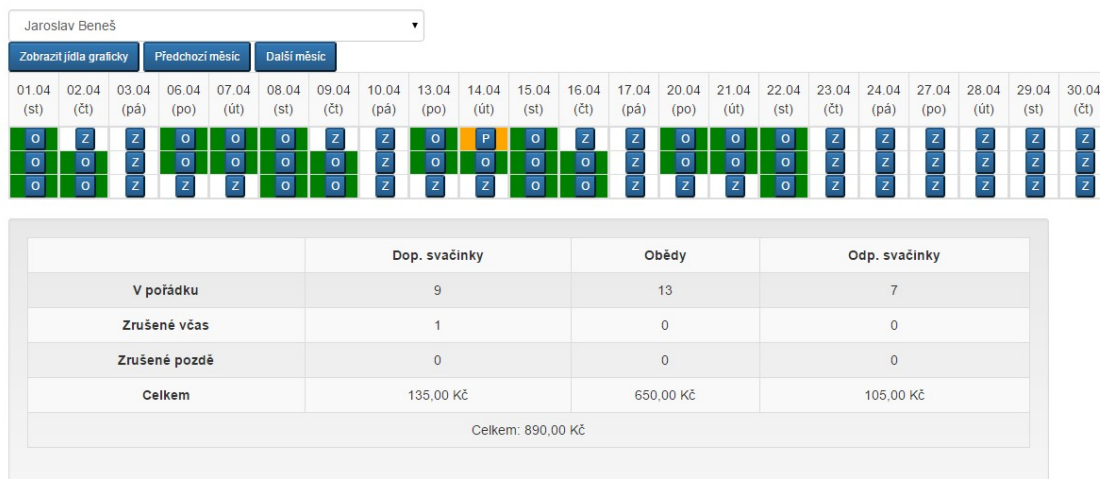 Jaroslav Beneš
Zobrazit jídla graficky Předchozí měsíc Další měsíc
01.04 02.04 03.04 06.04 07.04 08.04 09.04 10.04 13.04 14.04 15.04 16.04 17.04 20.04 21.04 22.04 23.04 24.04 27.04 28.04 29.04 30.04
(st) (čt) (pá) (po) (út) (st) (čt) (pá) (po) (út) (st) (čt) (pá) (po) (út) (st) (čt) (pá) (po) (út) (st) (čt)
O Z Z O O O Z Z O P O Z Z O O O Z Z Z Z Z Z
O O Z O O O O Z O O O O Z O O O Z Z Z Z Z Z
O O Z Z Z O O Z Z Z O O Z Z Z O Z Z Z Z Z Z
Dop. svačinky Obědy Odp. svačinky
V pořádku 9 13 7
Zrušené včas 1 0 0
Zrušené pozdě 0 0 0
Celkem 135,00 Kč 650,00 Kč 105,00 Kč
Celkem: 890,00 Kč